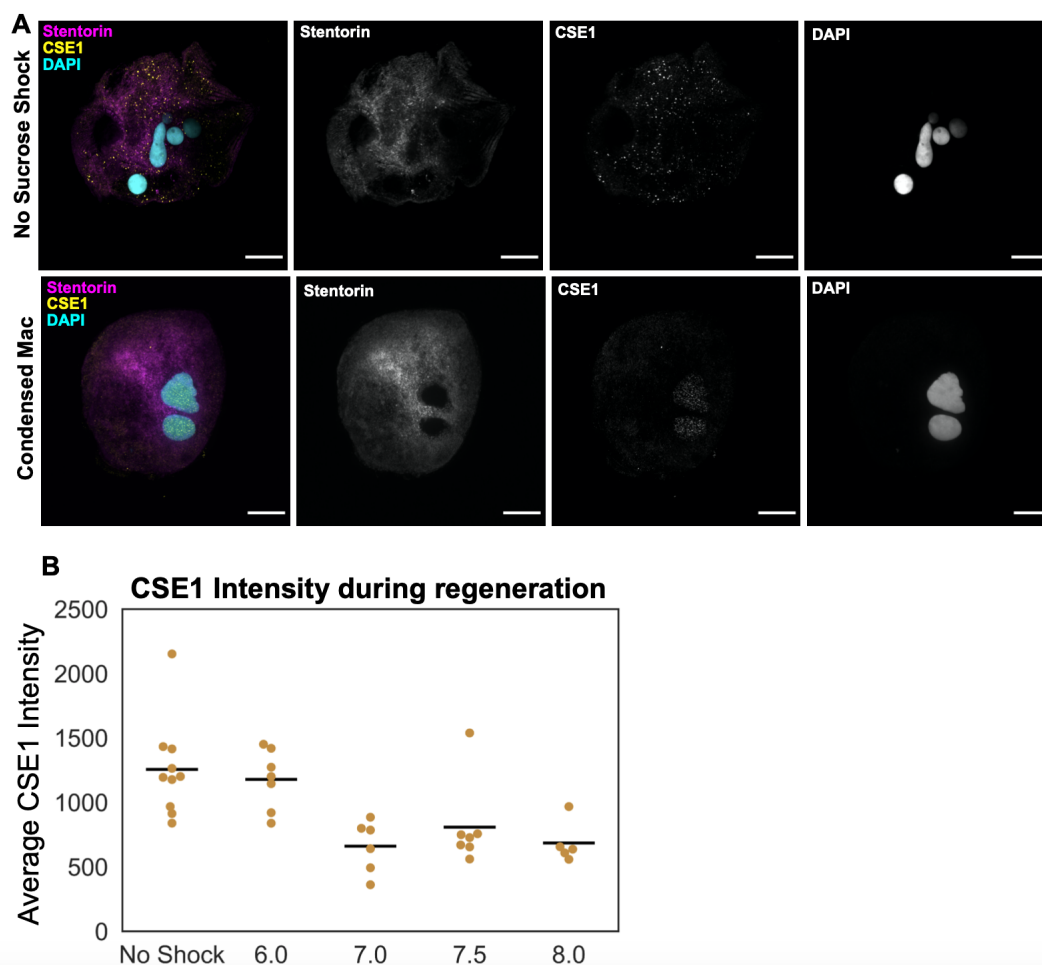 A
No Sucrose Shock
Stentorin
CSE1
DAPI
Stentorin
CSE1
DAPI
Condensed Mac
Stentorin
CSE1
DAPI
Stentorin
CSE1
DAPI
B
CSE1 Intensity during regeneration
Average CSE1 Intensity
2500
2000
1500
1000
500
0
No Shock 6.0 7.0 7.5 8.0